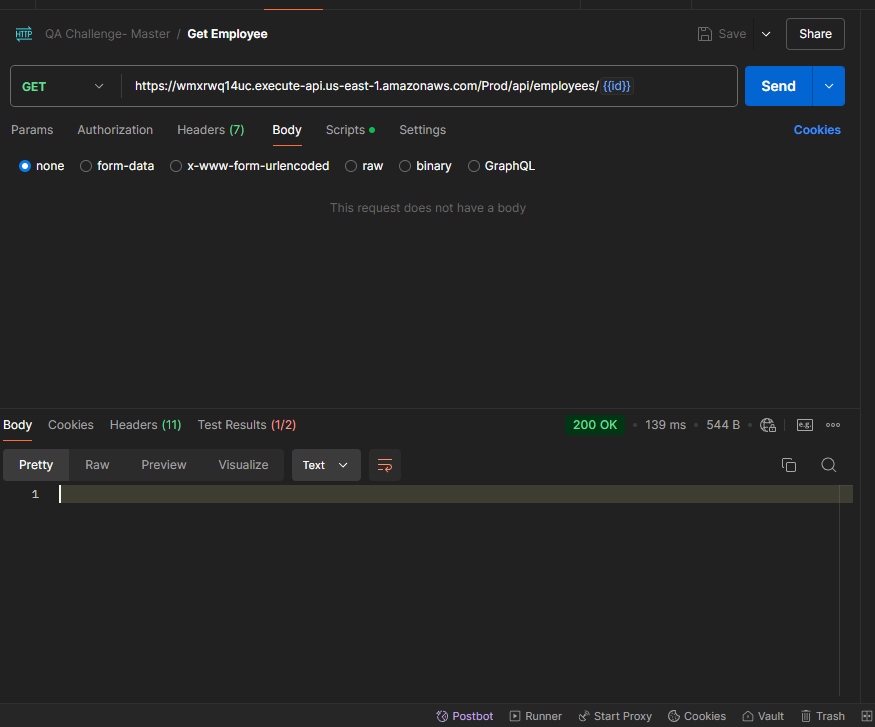 HTTP QA Challenge- Master / Get Employee Save Share
GET https://wmxrwq14uc.execute-api.us-east-1.amazonaws.com/Prod/api/employees/ {{id}} Send
Params Authorization Headers (7) Body Scripts Settings Cookies
none form-data x-www-form-urlencoded raw binary GraphQL
This request does not have a body
Body Cookies Headers (11) Test Results (1/2) 200 OK 139 ms 544 B e.g.
Pretty Raw Preview Visualize Text
1
Postbot Runner Start Proxy Cookies Vault Trash